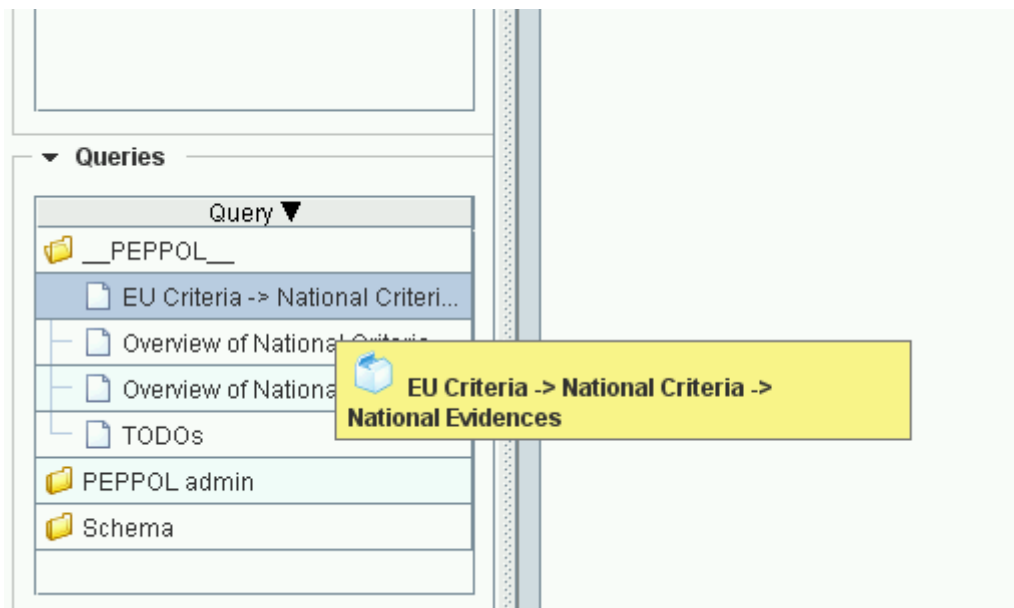 Queries
Query ▼
__PEPPOL__
EU Criteria -> National Criteri...
Overview of National Criteria
Overview of Nationa
TODOs
PEPPOL admin
Schema
EU Criteria -> National Criteria ->
National Evidences